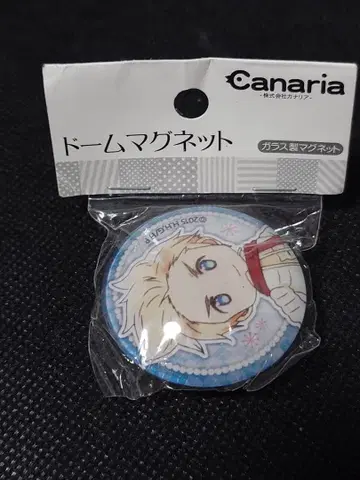 Canaria
-株式会社カナリア-
ドームマグネット
ガラス製マグネット
©2015 H.H,G/H,P